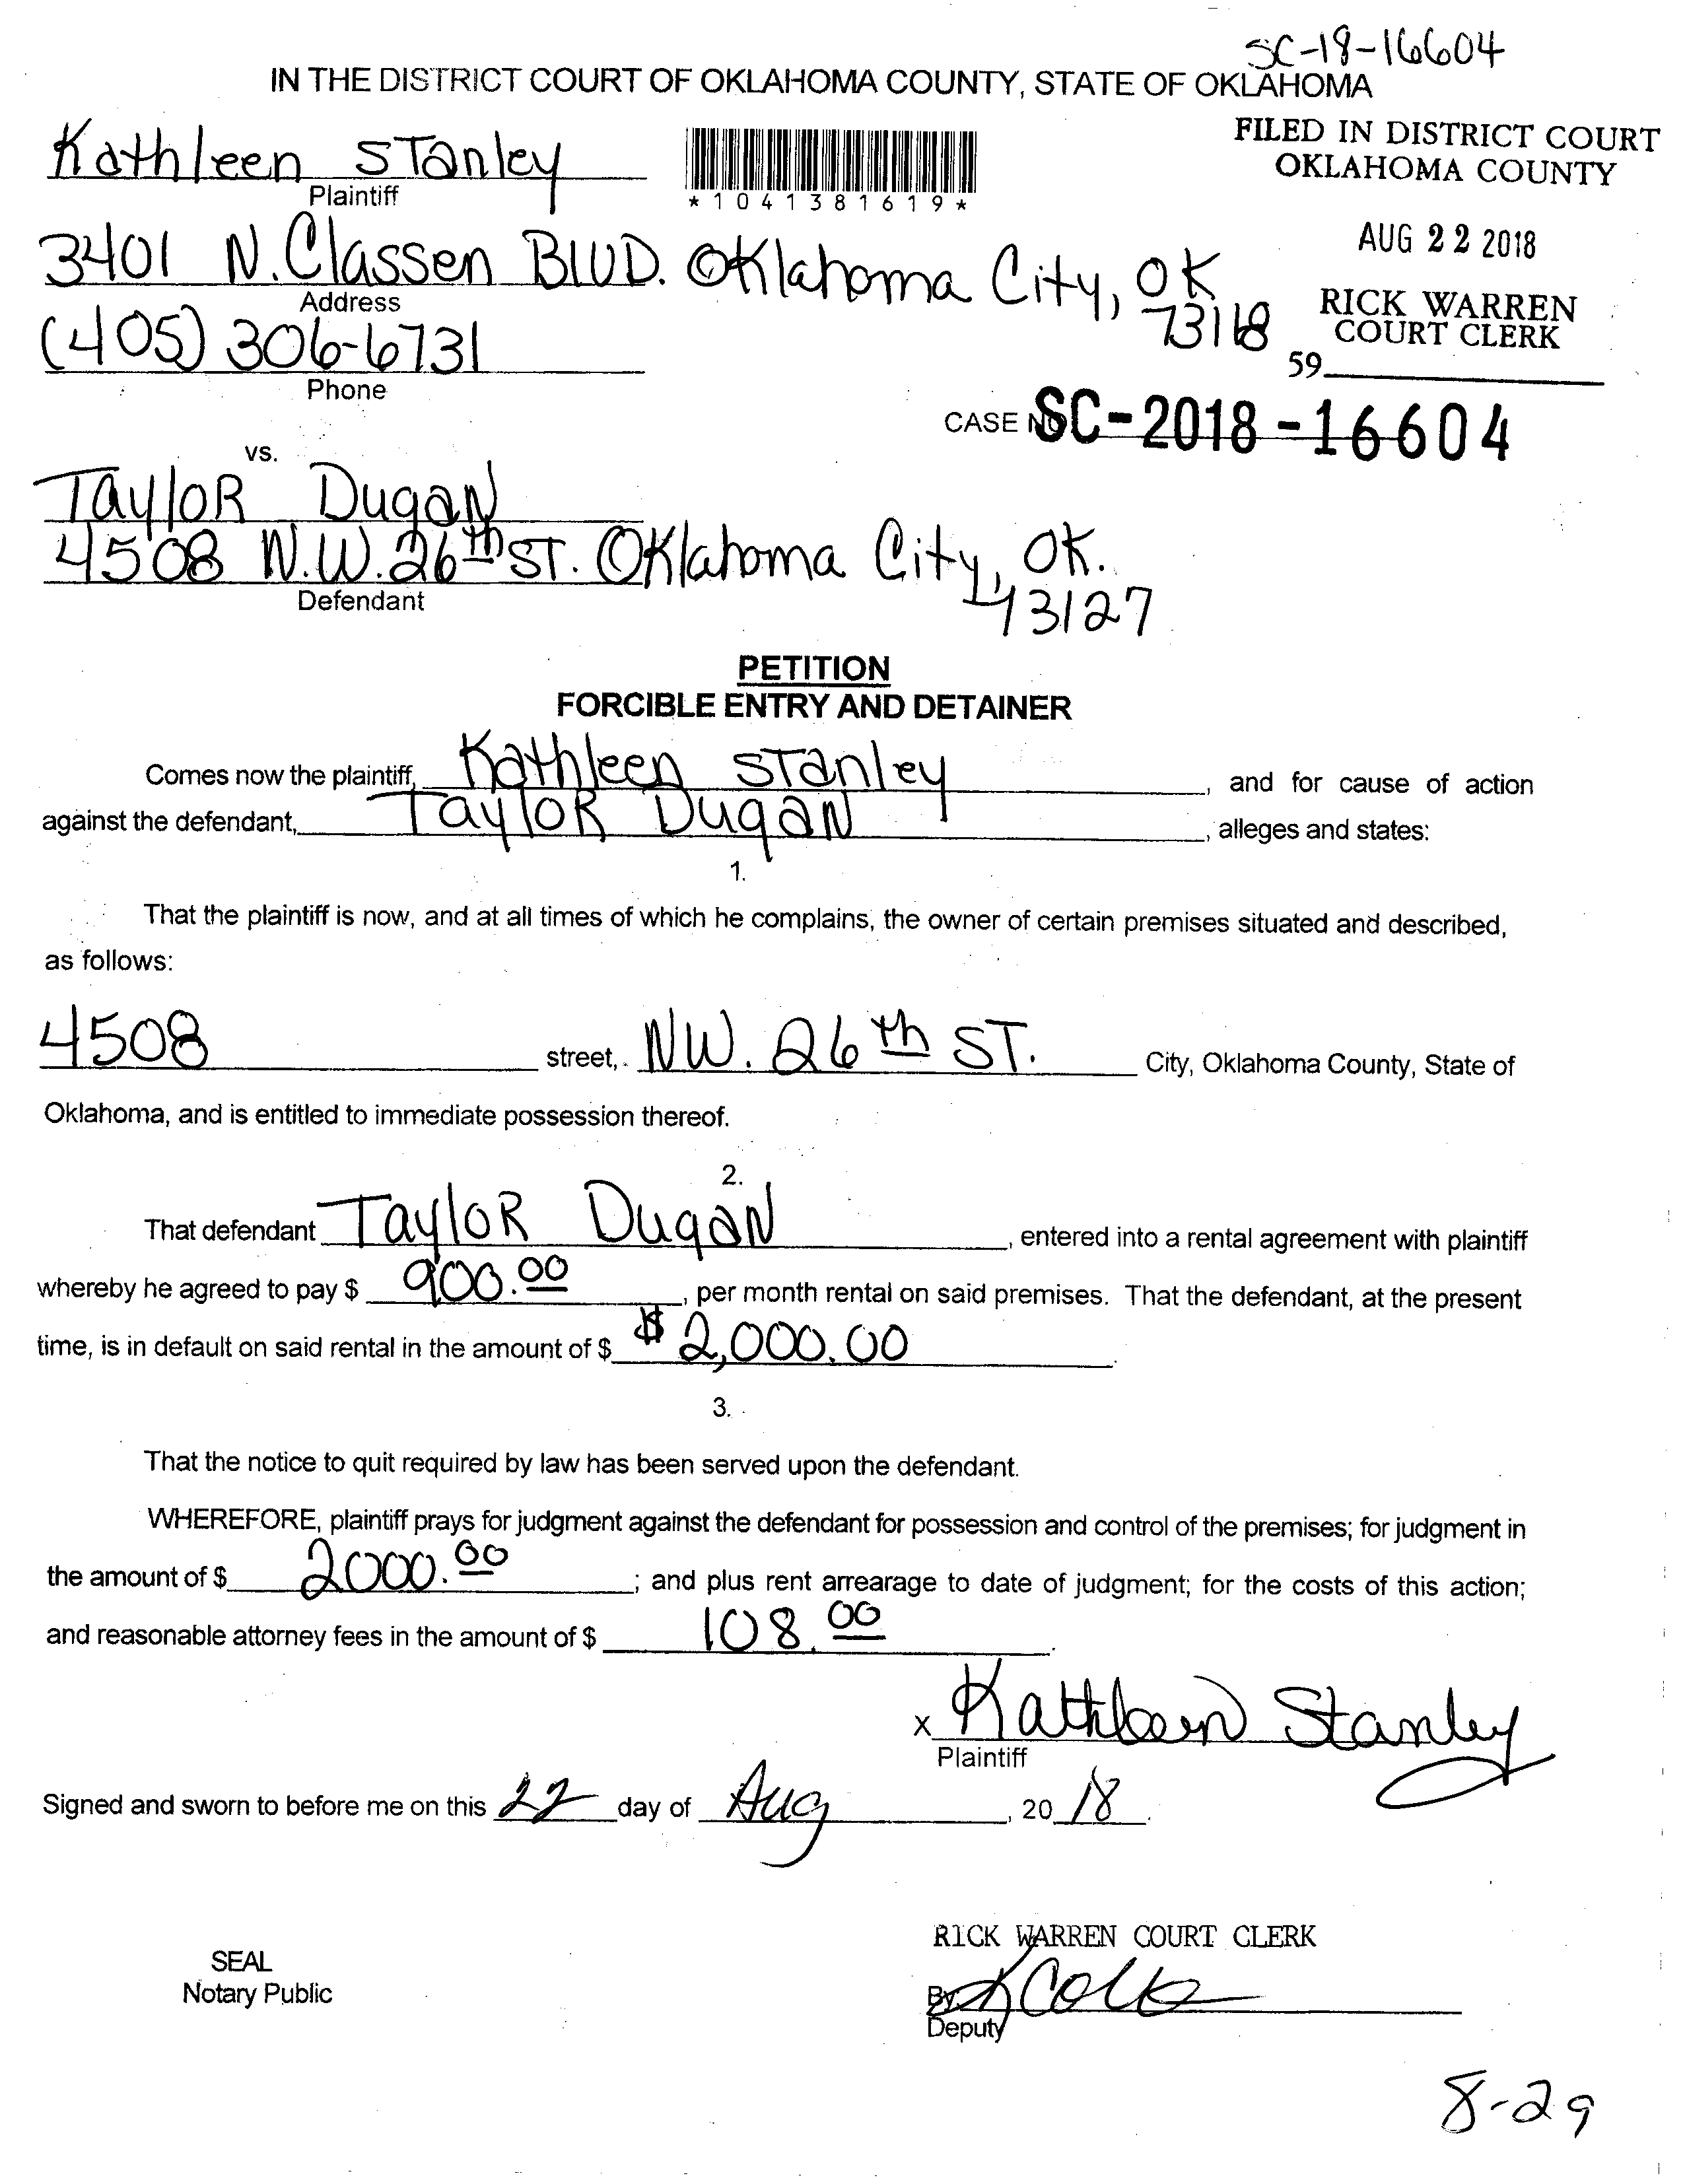 SC-18-16604
IN THE DISTRICT COURT OF OKLAHOMA COUNTY, STATE OF OKLAHOMA
Kathleen Stanley
Plaintiff
*1041381619*
FILED IN DISTRICT COURT
OKLAHOMA COUNTY
AUG 22 2018
RICK WARREN
COURT CLERK
59
3401 N. Classen BLVD. Oklahoma City, OK
73118
Address
(405) 306-6731
Phone
CASE NO SC-2018-16604
vs.
Taylor Dugan
4508 N.W. 26th ST. Oklahoma City, OK.
73127
Defendant
PETITION
FORCIBLE ENTRY AND DETAINER
Comes now the plaintiff, Kathleen Stanley, and for cause of action
against the defendant, Taylor Dugan, alleges and states:
1.
That the plaintiff is now, and at all times of which he complains, the owner of certain premises situated and described,
as follows:
4508 street, NW. 26th ST. City, Oklahoma County, State of
Oklahoma, and is entitled to immediate possession thereof.
2.
That defendant Taylor Dugan, entered into a rental agreement with plaintiff
whereby he agreed to pay $ 900.00, per month rental on said premises. That the defendant, at the present
time, is in default on said rental in the amount of $ $2,000.00.
3.
That the notice to quit required by law has been served upon the defendant.
WHEREFORE, plaintiff prays for judgment against the defendant for possession and control of the premises; for judgment in
the amount of $ 2000.00; and plus rent arrearage to date of judgment; for the costs of this action;
and reasonable attorney fees in the amount of $ 108.00.
x Kathleen Stanley
Plaintiff
Signed and sworn to before me on this 22 day of Aug, 20 18.
RICK WARREN COURT CLERK
SEAL
Notary Public
By
Deputy
8-29